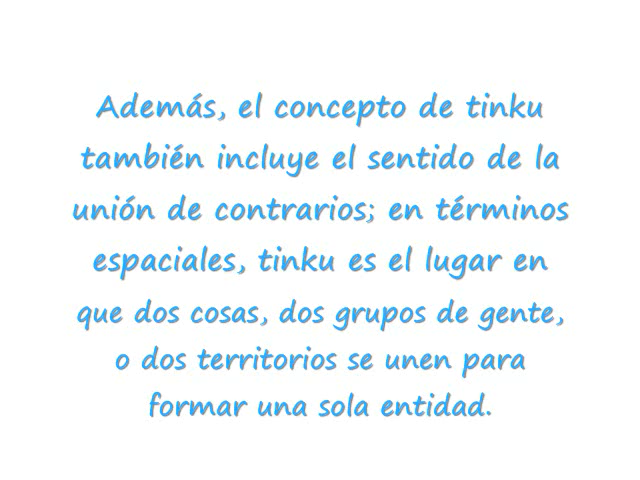 Además, el concepto de tinku
también incluye el sentido de la
unión de contrarios; en términos
espaciales, tinku es el lugar en
que dos cosas, dos grupos de gente,
o dos territorios se unen para
formar una sola entidad.